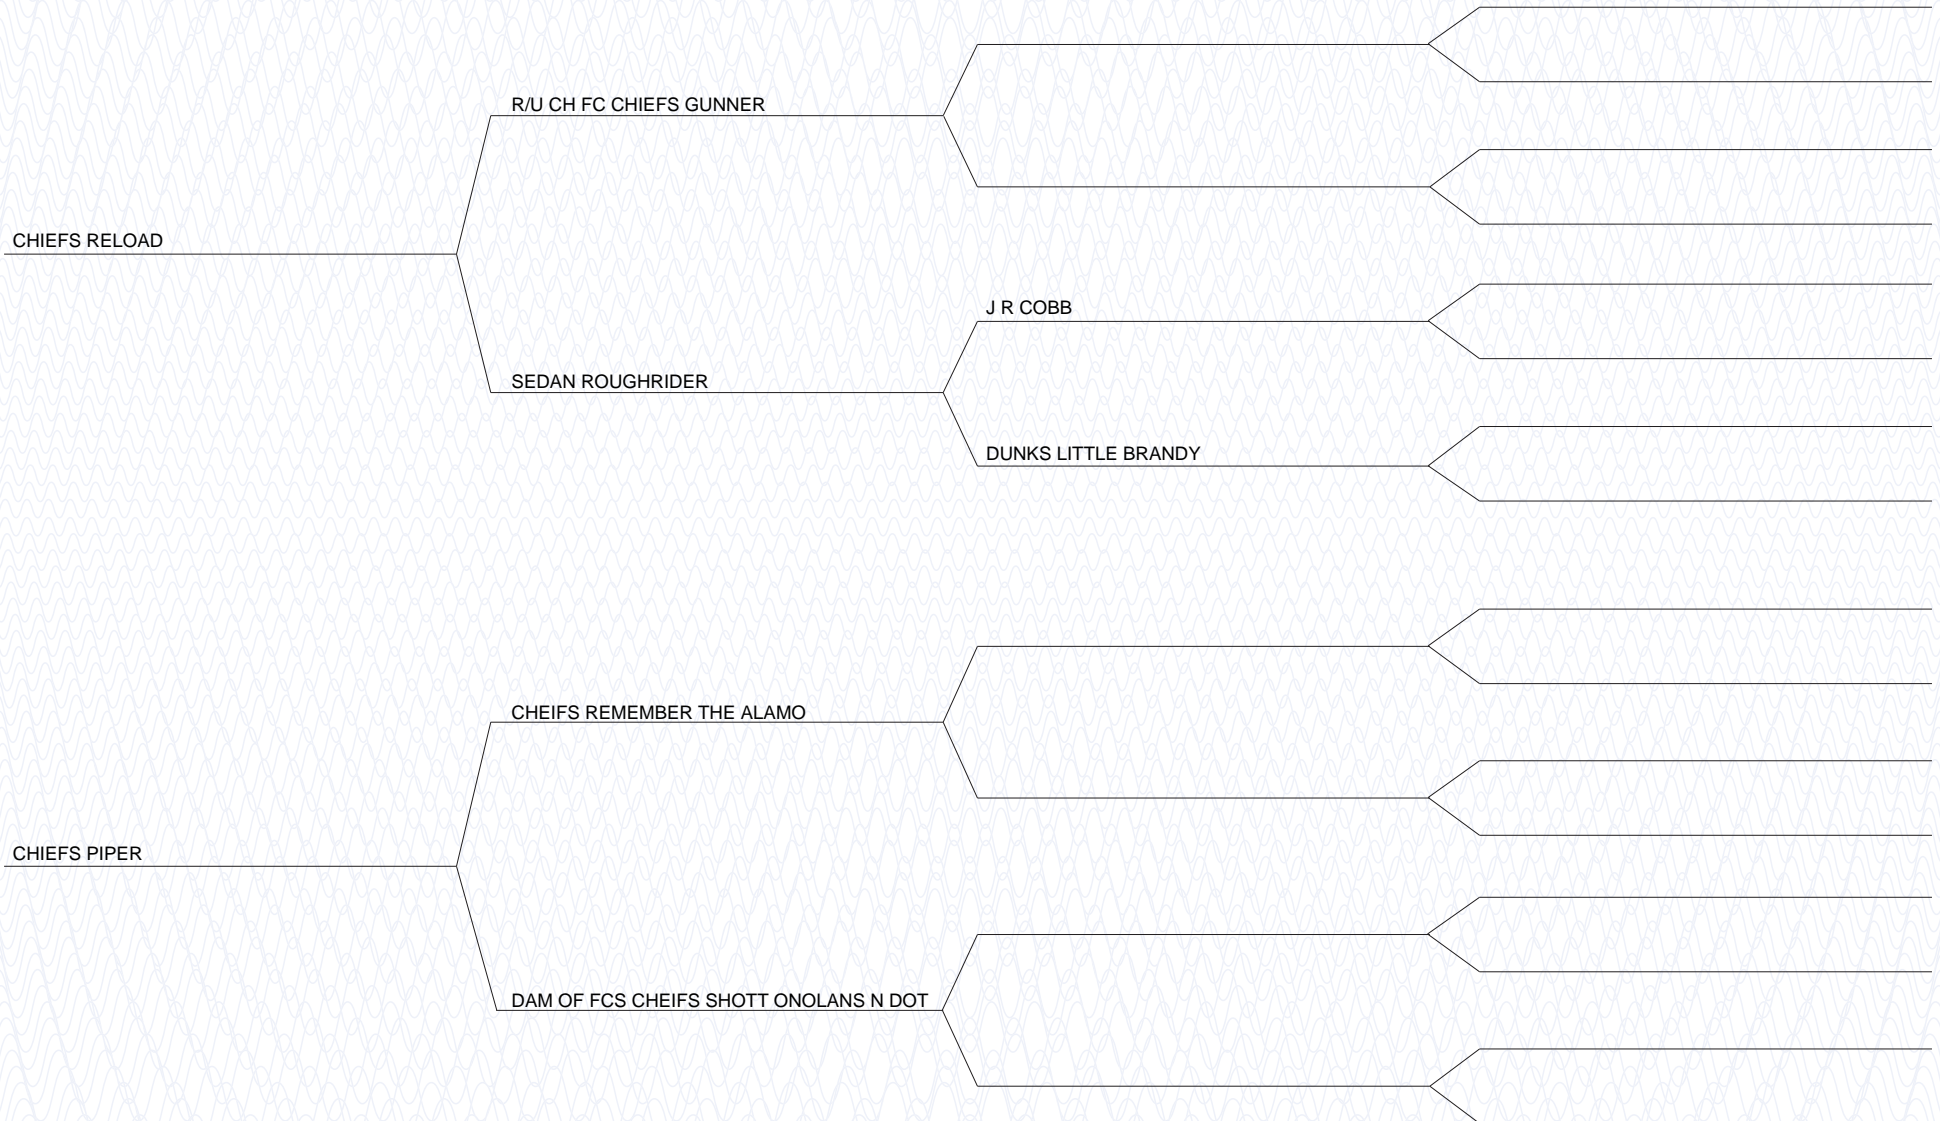 R/U CH FC CHIEFS GUNNER
CHIEFS RELOAD
J R COBB
SEDAN ROUGHRIDER
DUNKS LITTLE BRANDY
CHEIFS REMEMBER THE ALAMO
CHIEFS PIPER
DAM OF FCS CHEIFS SHOTT ONOLANS N DOT